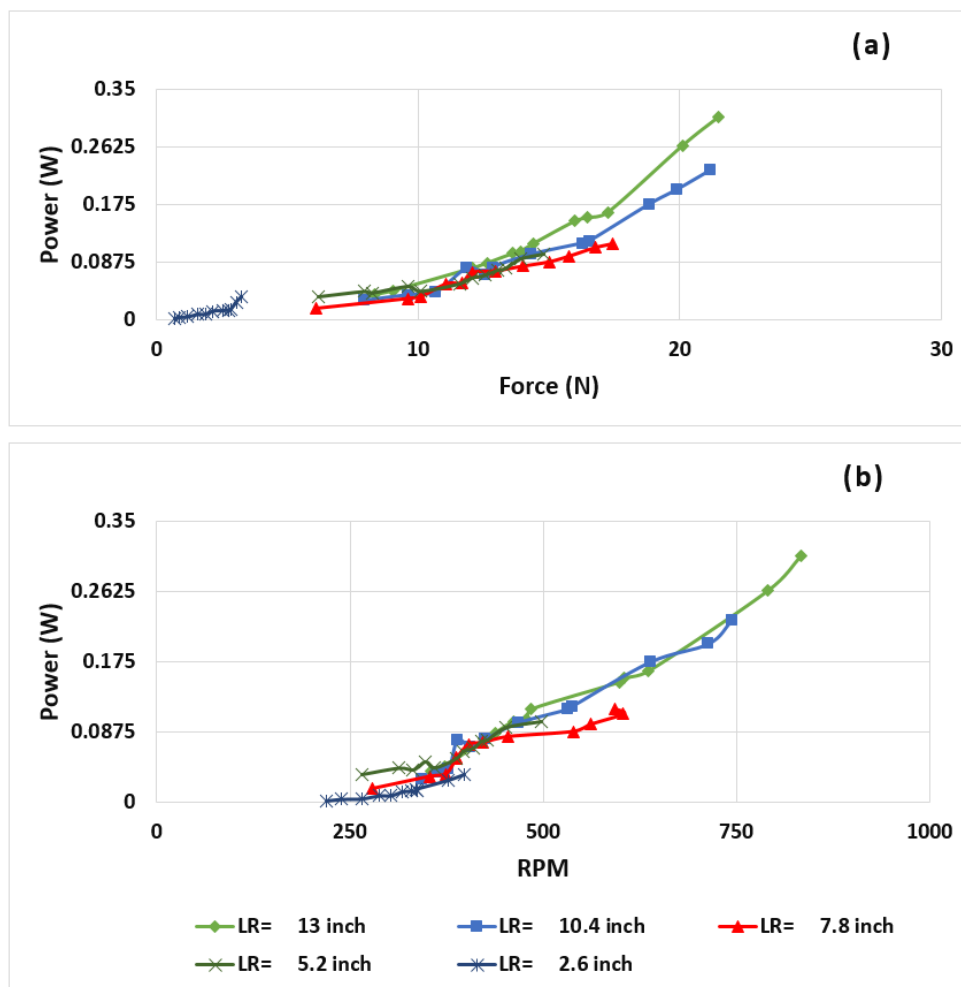 (a)
0.35
0.2625
0.175
0.0875
0
Power (W)
0 10 20 30
Force (N)
(b)
0.35
0.2625
0.175
0.0875
0
Power (W)
0 250 500 750 1000
RPM
LR= 13 inch LR= 10.4 inch LR= 7.8 inch
LR= 5.2 inch LR= 2.6 inch